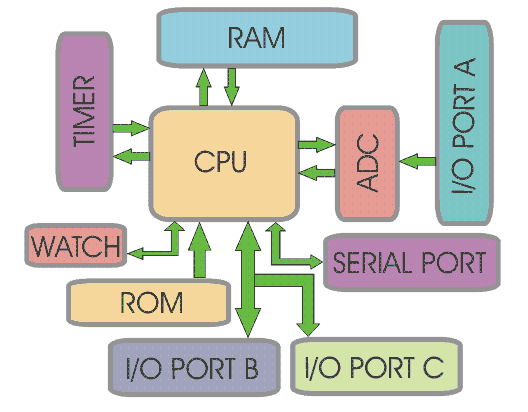 RAM
TIMER
I/O PORT A
CPU
ADC
WATCH
SERIAL PORT
ROM
I/O PORT B
I/O PORT C